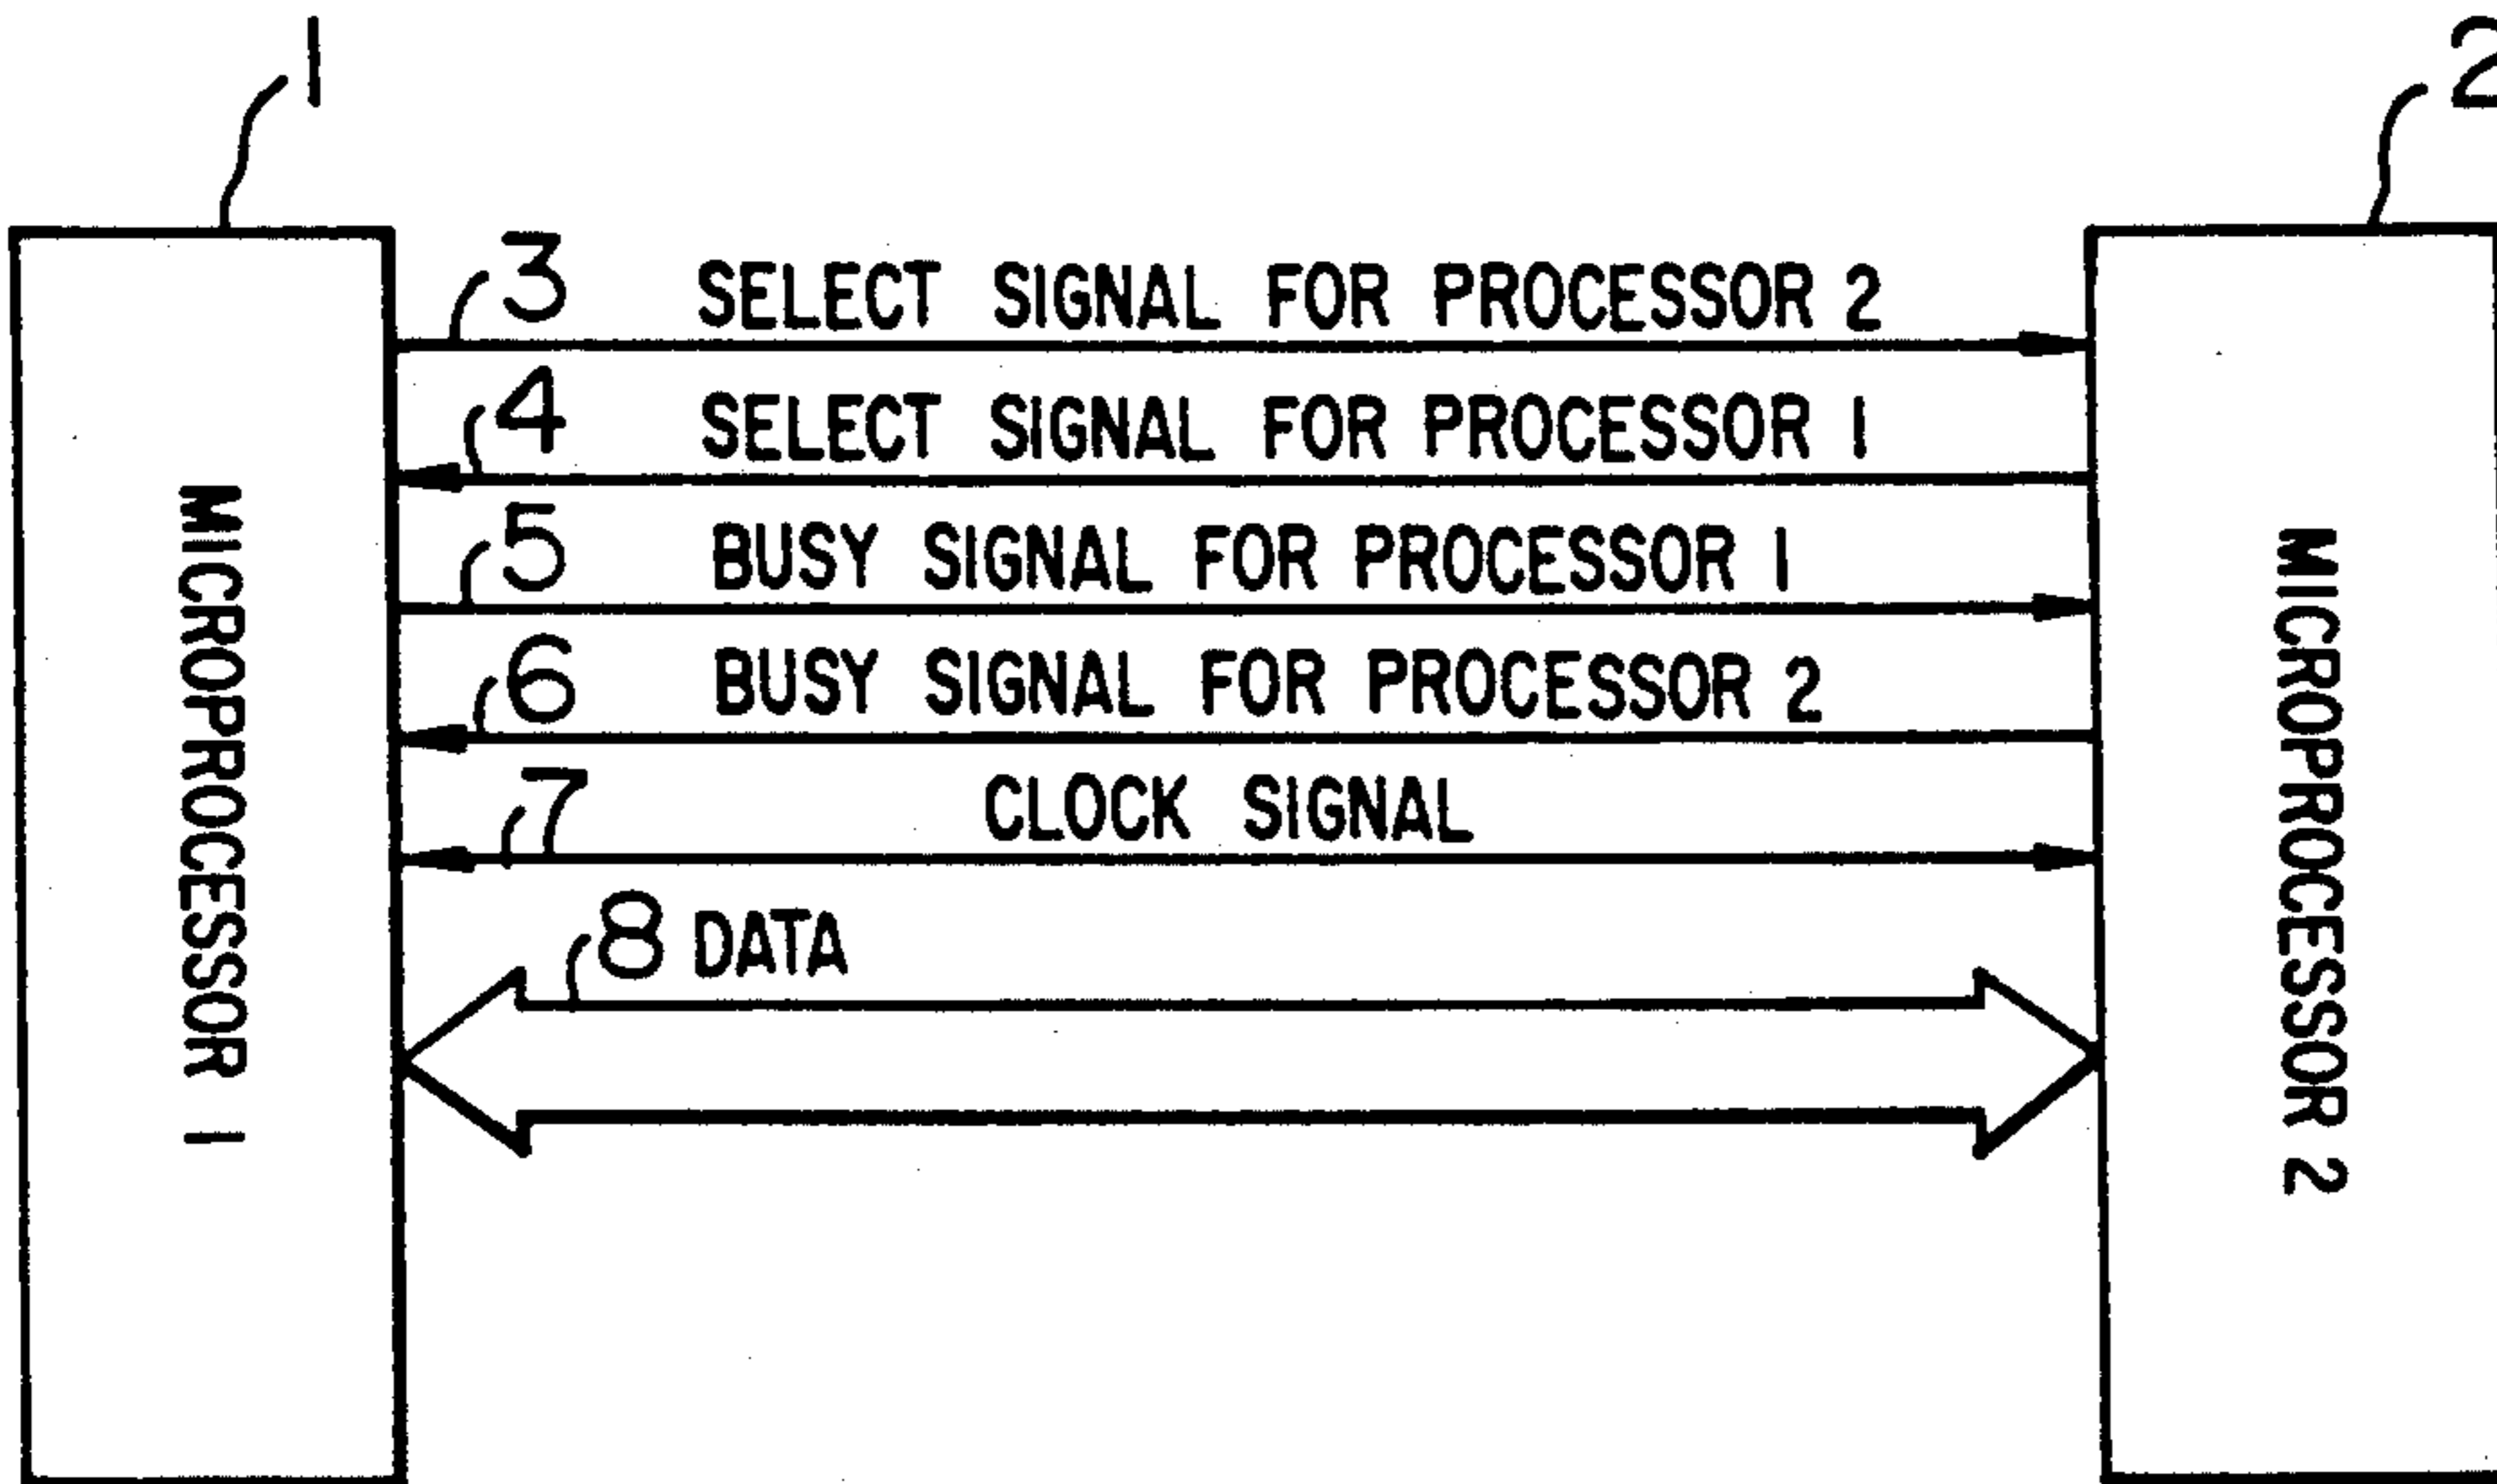 1
2
3 SELECT SIGNAL FOR PROCESSOR 2
4 SELECT SIGNAL FOR PROCESSOR 1
5 BUSY SIGNAL FOR PROCESSOR 1
6 BUSY SIGNAL FOR PROCESSOR 2
7 CLOCK SIGNAL
8 DATA
MICROPROCESSOR 1
MICROPROCESSOR 2